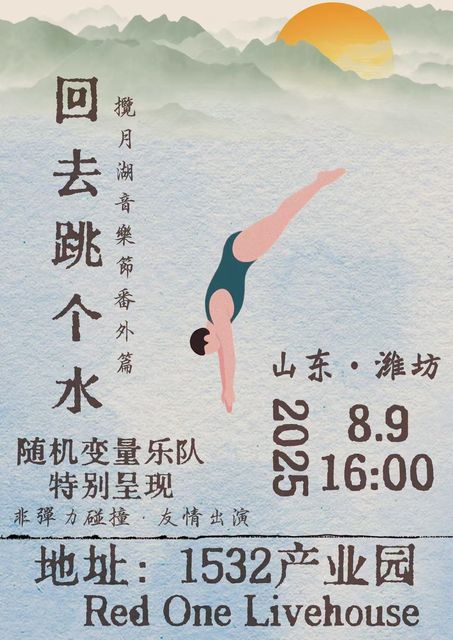 回去跳个水
攬月湖音樂節番外篇
山东·潍坊
2025
8.9
16:00
随机变量乐队
特别呈现
非彈力碰撞·友情出演
地址：1532产业园
Red One Livehouse